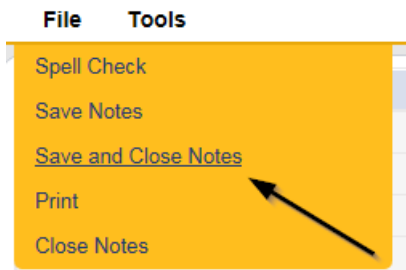 File Tools
Spell Check
Save Notes
Save and Close Notes
Print
Close Notes